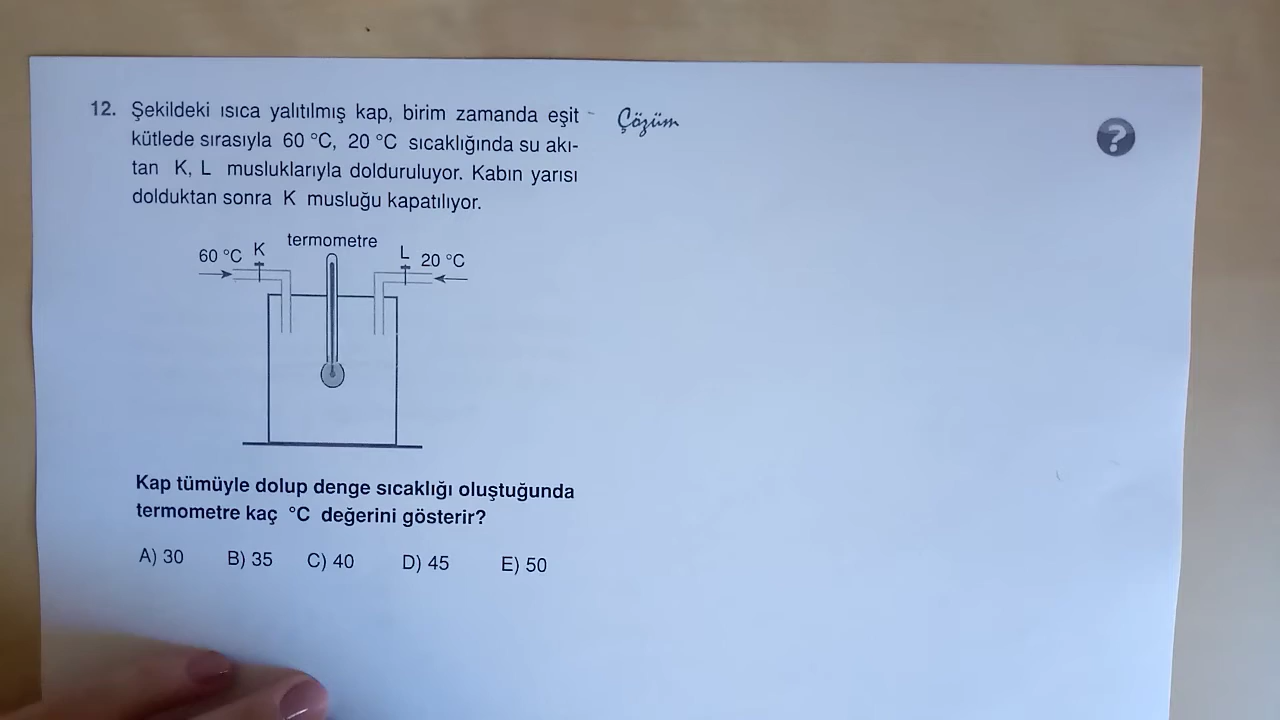 12. Şekildeki ısıca yalıtılmış kap, birim zamanda eşit
kütlede sırasıyla 60 °C, 20 °C sıcaklığında su akı-
tan K, L musluklarıyla dolduruluyor. Kabın yarısı
dolduktan sonra K musluğu kapatılıyor.
60 °C K termometre L 20 °C
Kap tümüyle dolup denge sıcaklığı oluştuğunda
termometre kaç °C değerini gösterir?
A) 30 B) 35 C) 40 D) 45 E) 50
Çözüm
?